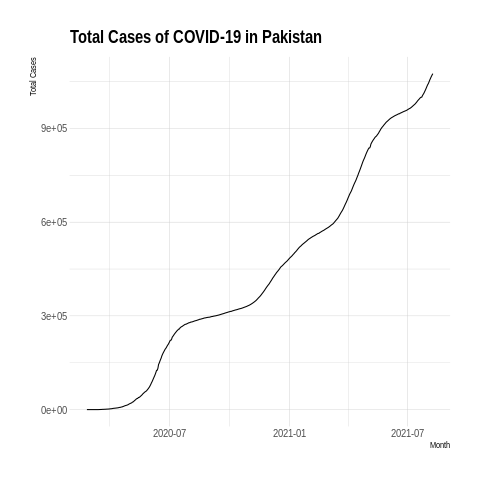 Total Cases of COVID-19 in Pakistan
Total Cases
9e+05
6e+05
3e+05
0e+00
2020-07 2021-01 2021-07
Month